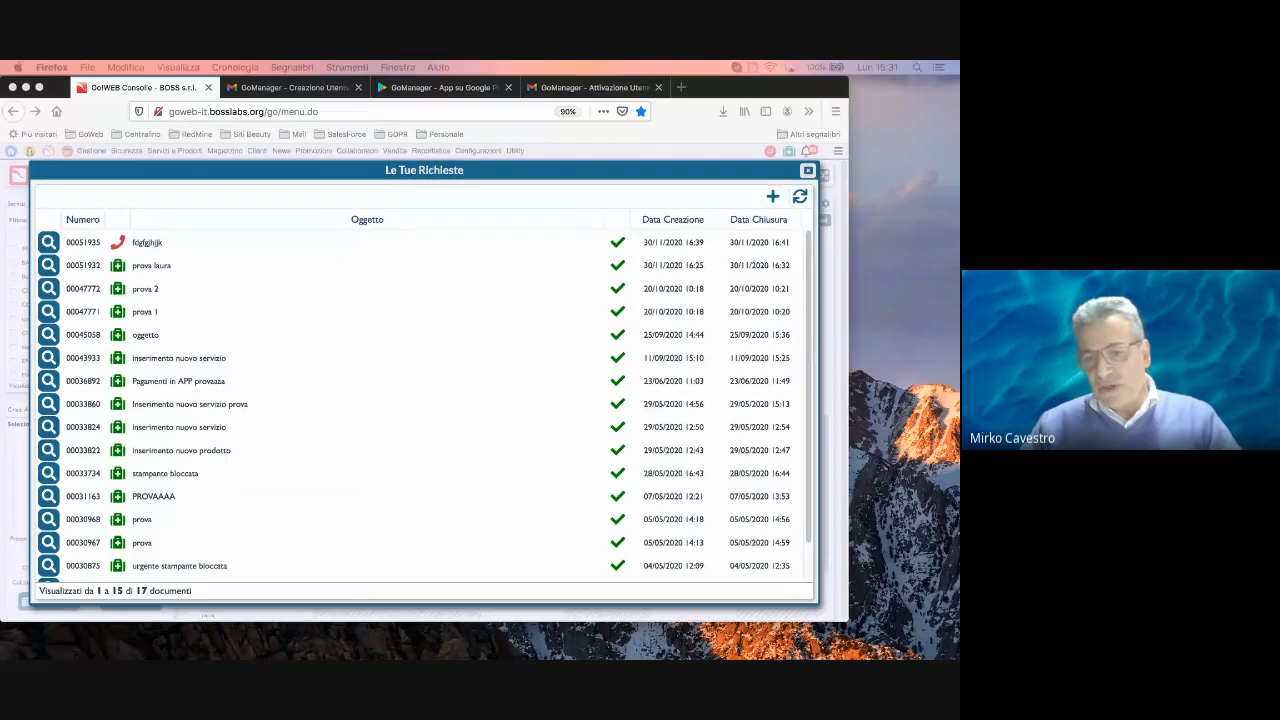 Firefox File Modifica Visualizza Cronologia Segnalibri Strumenti Finestra Aiuto 100% Lun 15:31
Go!WEB Consolle - BOSS s.r.l. GoManager - Creazione Utent GoManager - App su Google P GoManager - Attivazione Uten
goweb-it.bosslabs.org/go/menu.do 90%
Più visitati GoWeb Centralino RedMine Siti Beauty Mail SalesForce GDPR Personale Altri segnalibri
Gestione Sicurezza Servizi e Prodotti Magazzino Clienti News Promozioni Collaboratori Vendita Reportistica Configurazioni Utility
Le Tue Richieste
Numero Oggetto Data Creazione Data Chiusura
00051935 fdgfgjhjjk 30/11/2020 16:39 30/11/2020 16:41
00051932 prova laura 30/11/2020 16:25 30/11/2020 16:32
00047772 prova 2 20/10/2020 10:18 20/10/2020 10:21
00047771 prova 1 20/10/2020 10:18 20/10/2020 10:20
00045058 oggetto 25/09/2020 14:44 25/09/2020 15:36
00043933 inserimento nuovo servizio 11/09/2020 15:10 11/09/2020 15:25
00036892 Pagamenti in APP provaaaa 23/06/2020 11:03 23/06/2020 11:49
00033860 Inserimento nuovo servizio prova 29/05/2020 14:56 29/05/2020 15:13
00033824 inserimento nuovo servizio 29/05/2020 12:50 29/05/2020 12:54
00033822 inserimento nuovo prodotto 29/05/2020 12:43 29/05/2020 12:47
00033734 stampante bloccata 28/05/2020 16:43 28/05/2020 16:44
00031163 PROVAAAA 07/05/2020 12:21 07/05/2020 13:53
00030968 prova 05/05/2020 14:18 05/05/2020 14:56
00030967 prova 05/05/2020 14:13 05/05/2020 14:59
00030875 urgente stampante bloccata 04/05/2020 12:09 04/05/2020 12:35
Visualizzati da 1 a 15 di 17 documenti
Mirko Cavestro